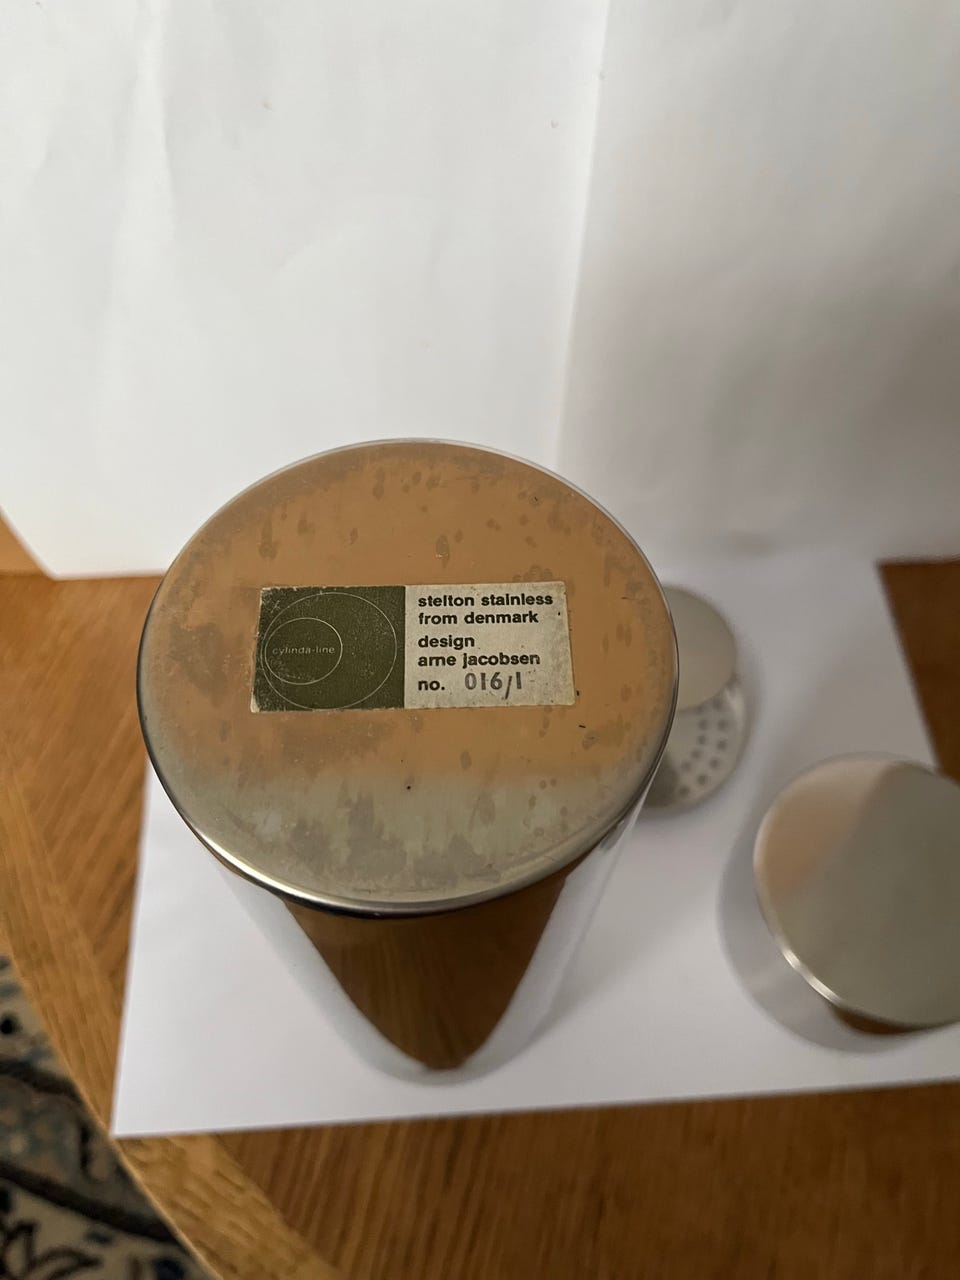 cylinda-line
stelton stainless
from denmark
design
arne jacobsen
no. 016/1